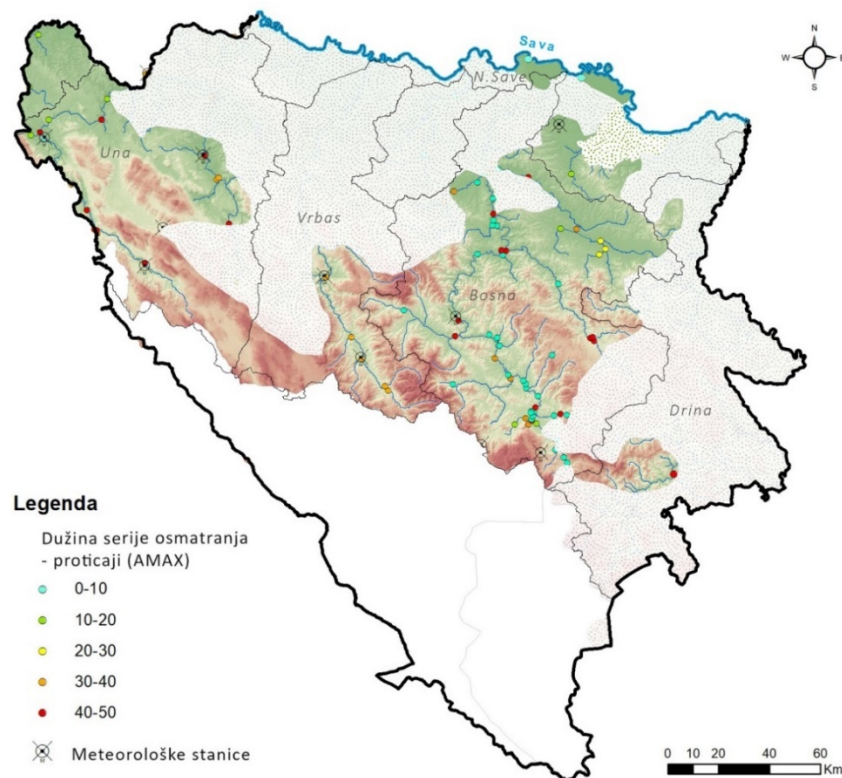 N
W E
S
Sava
N.Save
Una
Vrbas
Bosna
Drina
Legenda
Dužina serije osmatranja
- proticaji (AMAX)
0-10
10-20
20-30
30-40
40-50
Meteorološke stanice
0 10 20 40 60
Km